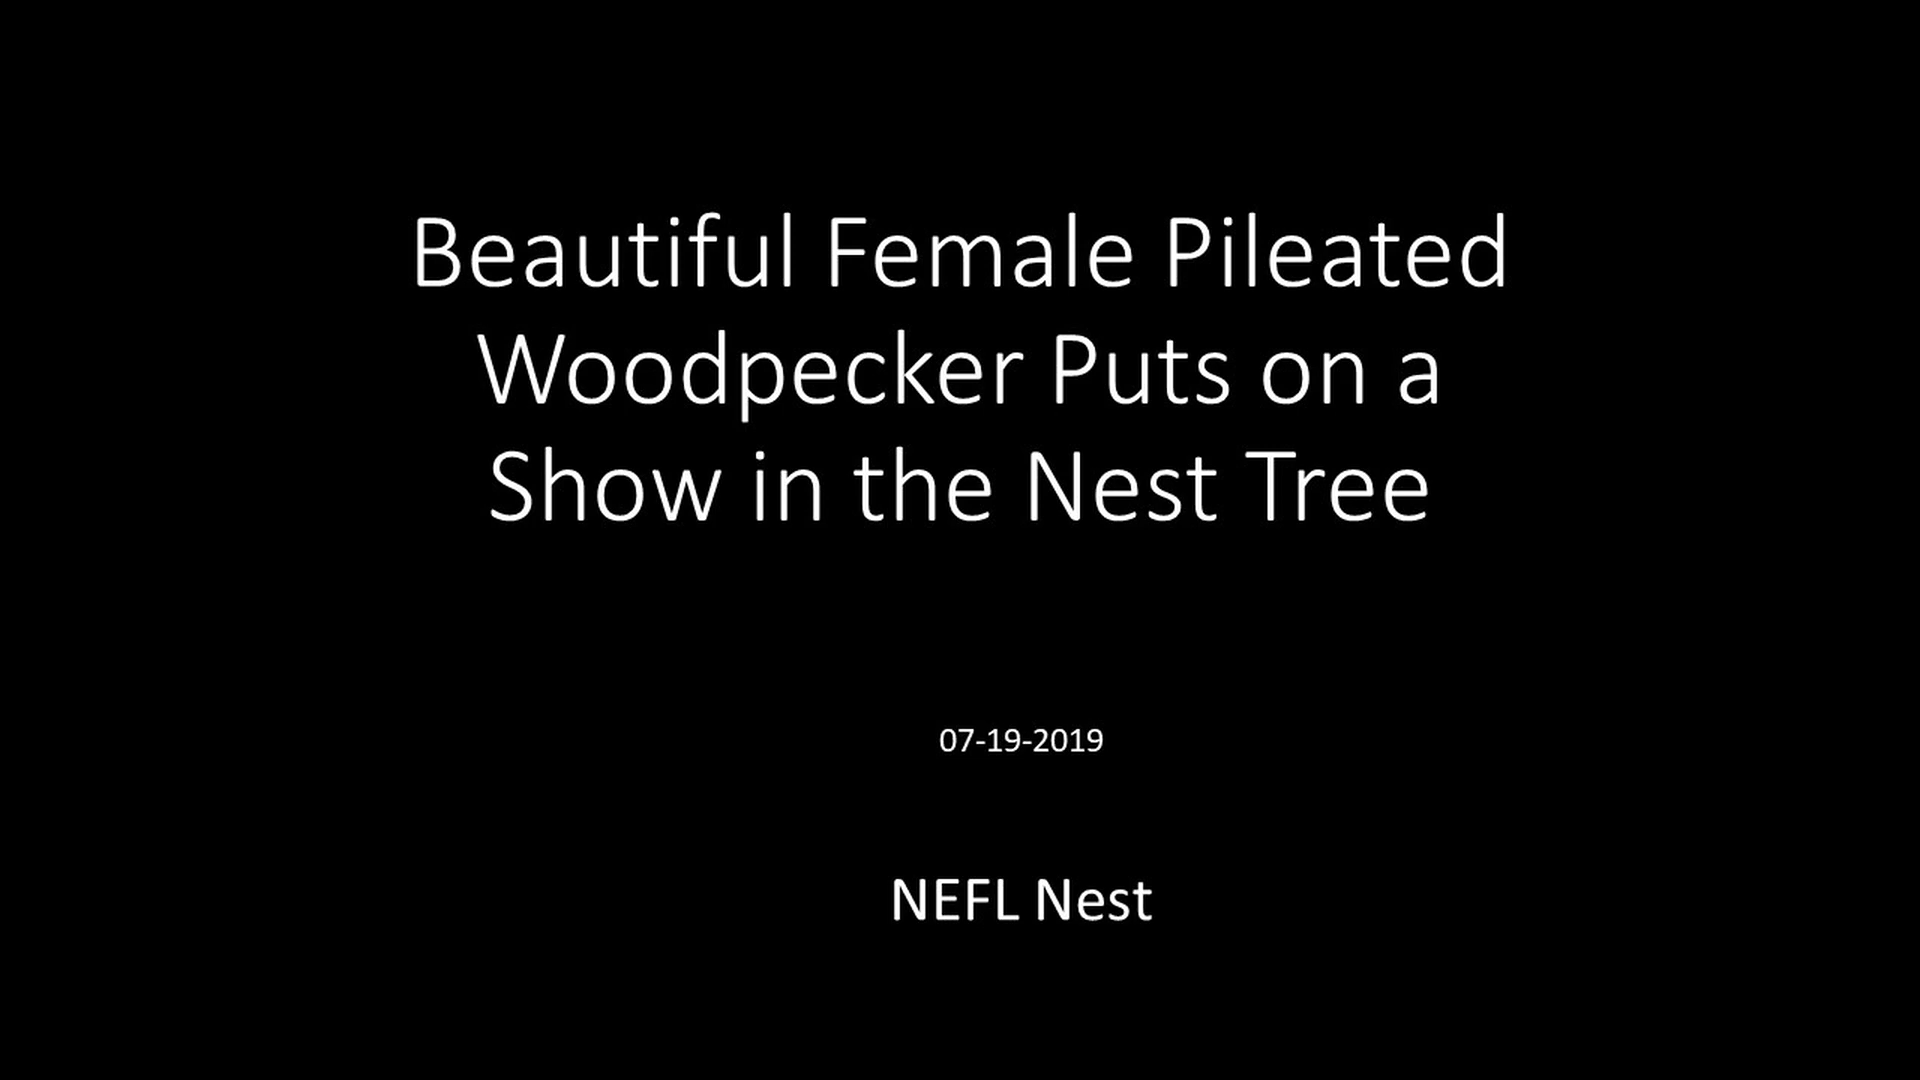 Beautiful Female Pileated
Woodpecker Puts on a
Show in the Nest Tree
07-19-2019
NEFL Nest